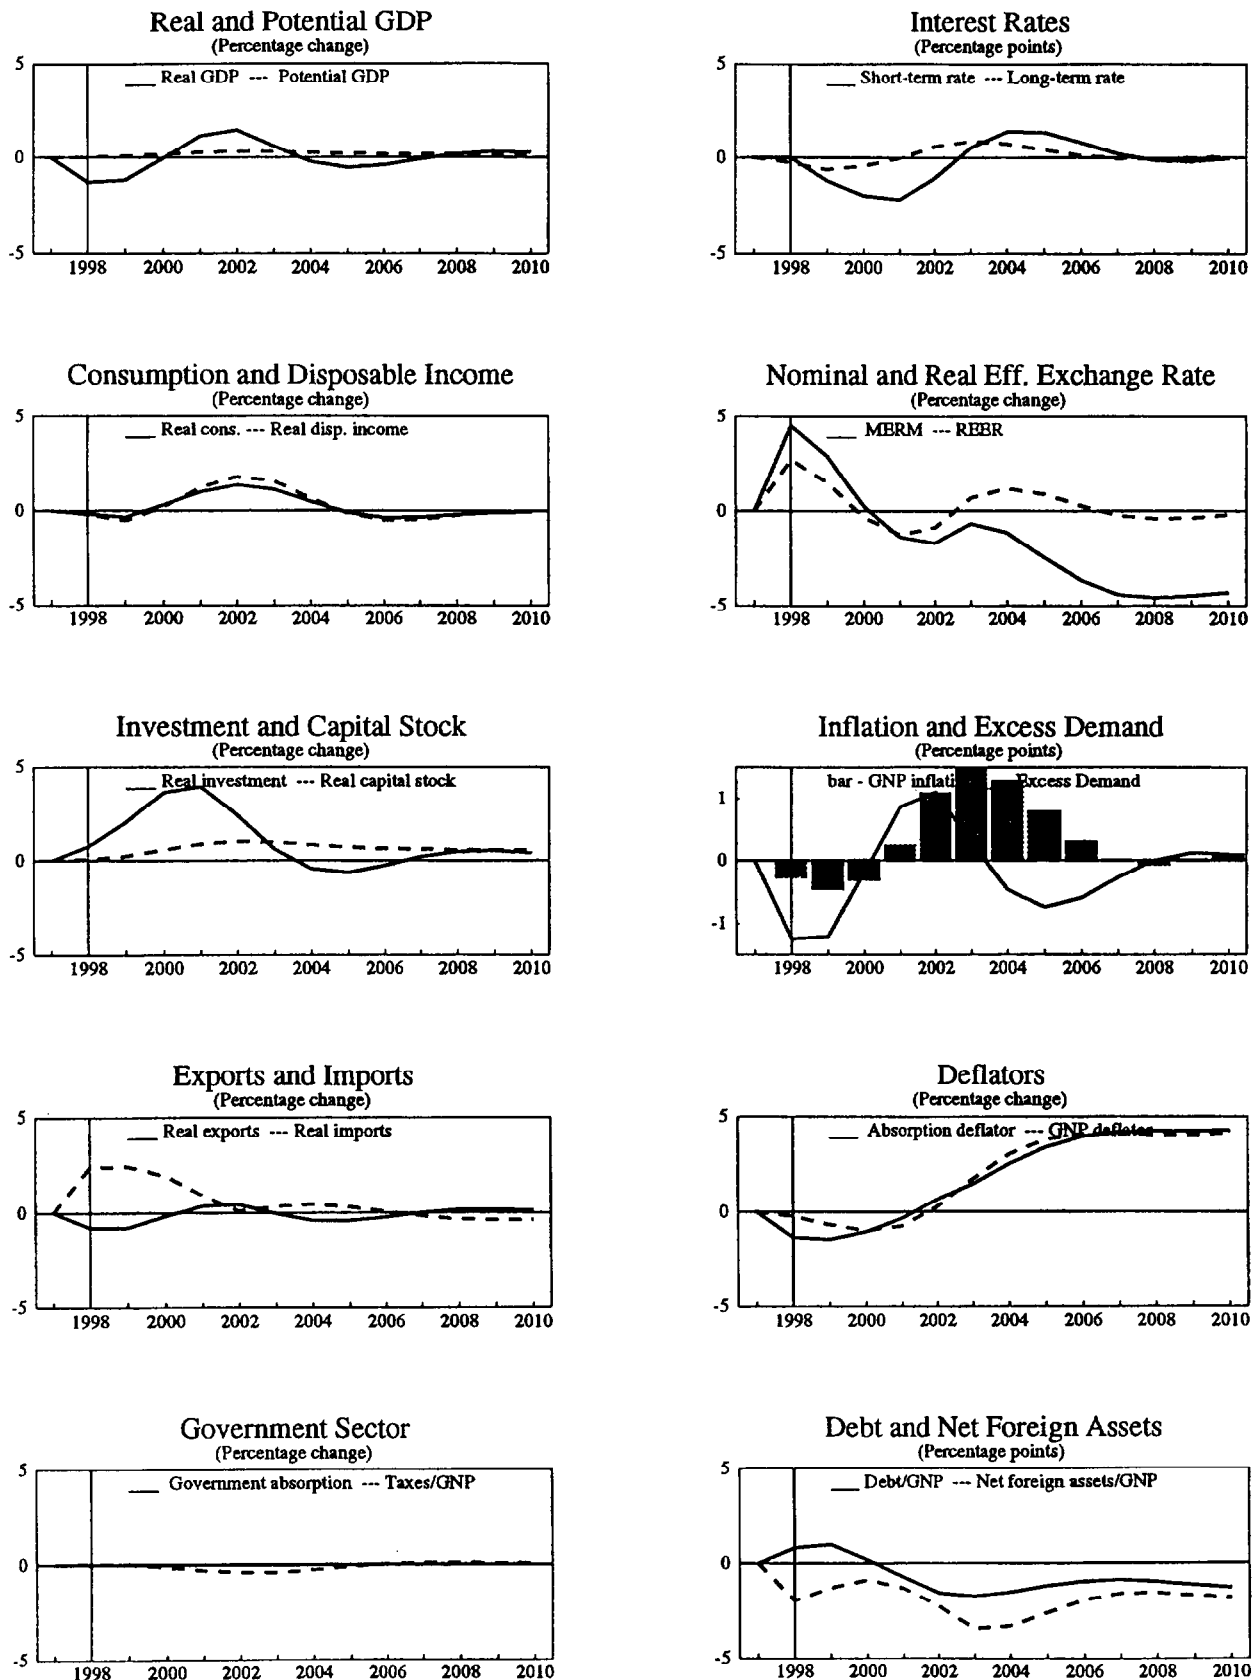 Real and Potential GDP
(Percentage change)
5
___ Real GDP --- Potential GDP
0
-5
1998 2000 2002 2004 2006 2008 2010
Interest Rates
(Percentage points)
5
___ Short-term rate --- Long-term rate
0
-5
1998 2000 2002 2004 2006 2008 2010
Consumption and Disposable Income
(Percentage change)
5
___ Real cons. --- Real disp. income
0
-5
1998 2000 2002 2004 2006 2008 2010
Nominal and Real Eff. Exchange Rate
(Percentage change)
5
___ MERM --- REER
0
-5
1998 2000 2002 2004 2006 2008 2010
Investment and Capital Stock
(Percentage change)
5
___ Real investment --- Real capital stock
0
-5
1998 2000 2002 2004 2006 2008 2010
Inflation and Excess Demand
(Percentage points)
bar - GNP inflati Excess Demand
1
0
-1
1998 2000 2002 2004 2006 2008 2010
Exports and Imports
(Percentage change)
5
___ Real exports --- Real imports
0
-5
1998 2000 2002 2004 2006 2008 2010
Deflators
(Percentage change)
5
___ Absorption deflator --- GNP deflator
0
-5
1998 2000 2002 2004 2006 2008 2010
Government Sector
(Percentage change)
5
___ Government absorption --- Taxes/GNP
0
-5
1998 2000 2002 2004 2006 2008 2010
Debt and Net Foreign Assets
(Percentage points)
5
___ Debt/GNP --- Net foreign assets/GNP
0
-5
1998 2000 2002 2004 2006 2008 2010